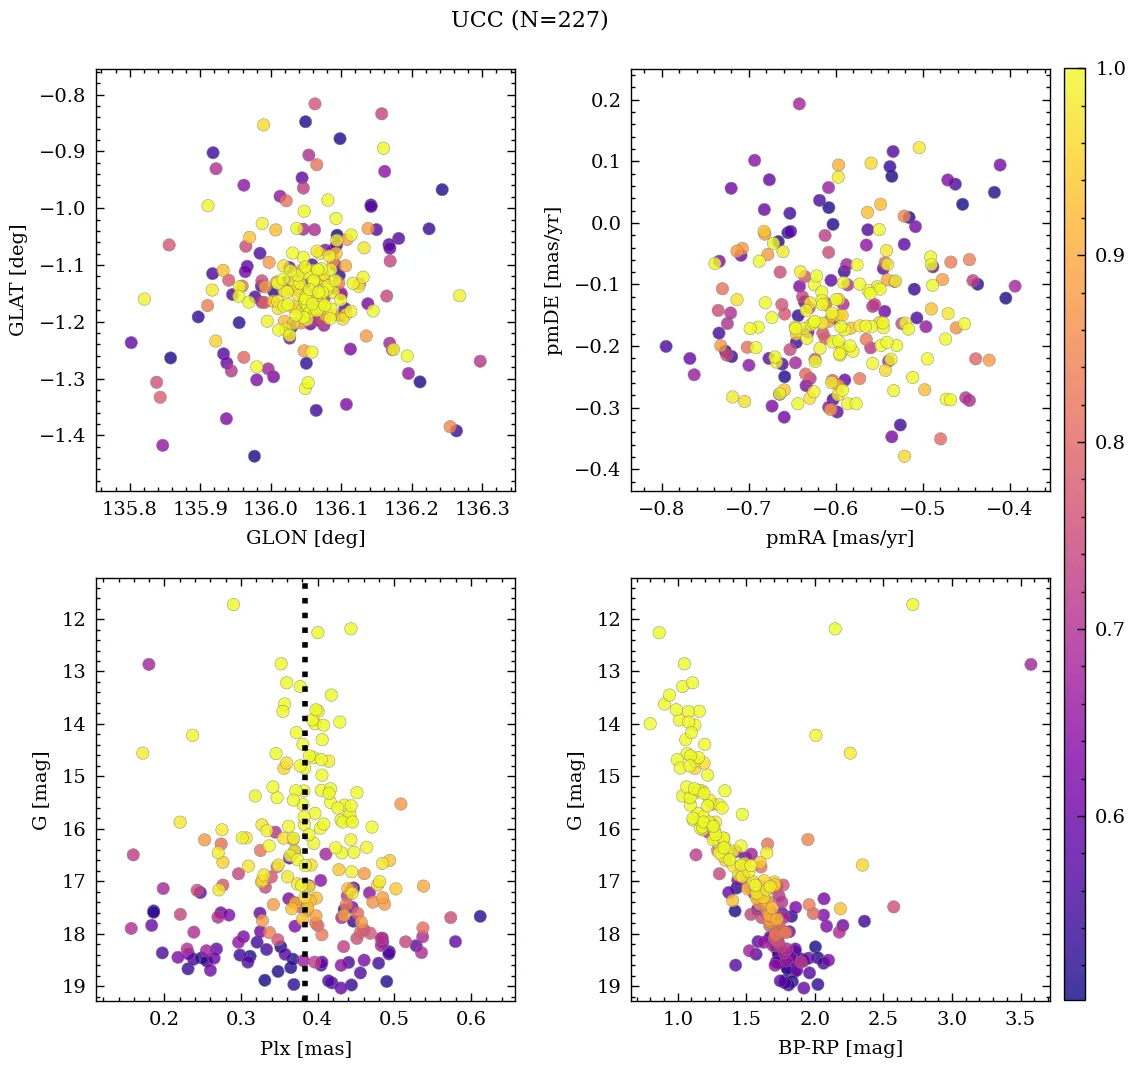 UCC (N=227)
−0.8
−0.9
−1.0
−1.1
−1.2
−1.3
−1.4
GLAT [deg]
135.8 135.9 136.0 136.1 136.2 136.3
GLON [deg]
0.2
0.1
0.0
−0.1
−0.2
−0.3
−0.4
pmDE [mas/yr]
−0.8 −0.7 −0.6 −0.5 −0.4
pmRA [mas/yr]
1.0
0.9
0.8
0.7
0.6
12
13
14
15
16
17
18
19
G [mag]
0.2 0.3 0.4 0.5 0.6
Plx [mas]
12
13
14
15
16
17
18
19
G [mag]
1.0 1.5 2.0 2.5 3.0 3.5
BP-RP [mag]